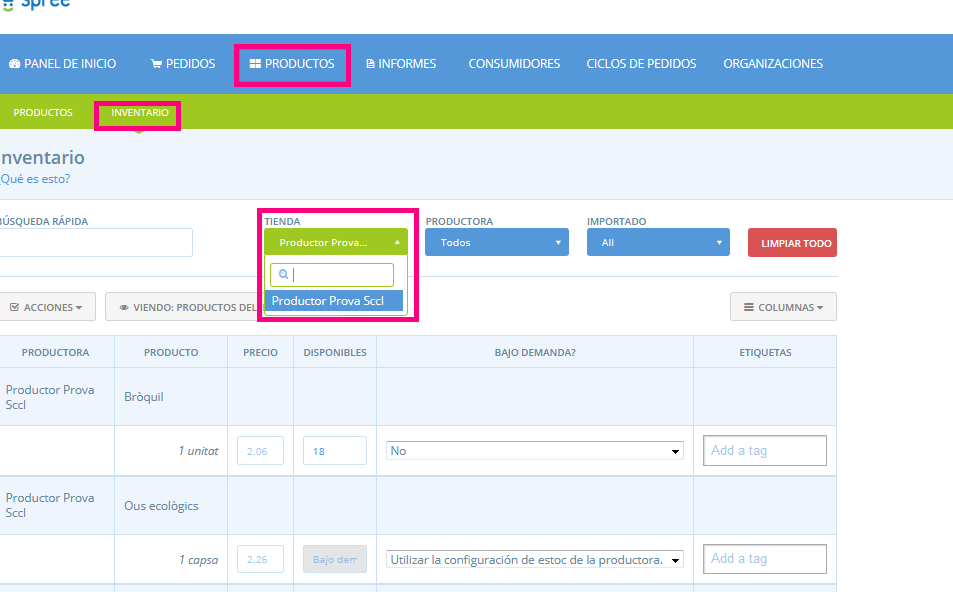 spree
PANEL DE INICIO PEDIDOS PRODUCTOS INFORMES CONSUMIDORES CICLOS DE PEDIDOS ORGANIZACIONES
PRODUCTOS INVENTARIO
nventario
Qué es esto?
BÚSQUEDA RÁPIDA TIENDA PRODUCTORA IMPORTADO
Productor Prova... Todos All LIMPIAR TODO
Productor Prova Sccl
ACCIONES VIENDO: PRODUCTOS DEL COLUMNAS
PRODUCTORA PRODUCTO PRECIO DISPONIBLES BAJO DEMANDA? ETIQUETAS
Productor Prova Sccl Bròquil
1 unitat 2.06 18 No Add a tag
Productor Prova Sccl Ous ecològics
1 capsa 2.26 Bajo dem Utilizar la configuración de estoc de la productora. Add a tag